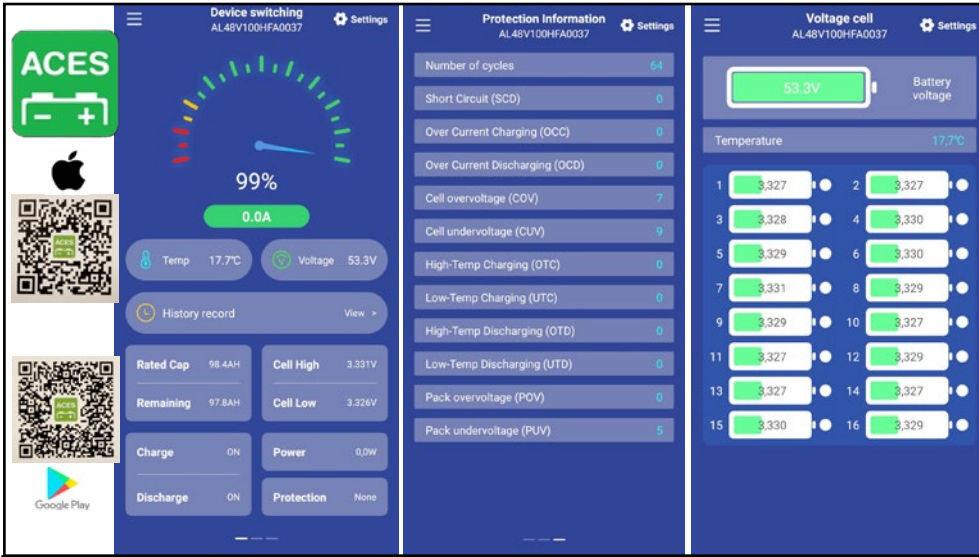 ACES
ACES
ACES
Google Play
Device switching
AL48V100HFA0037
Settings
99%
0.0A
Temp 17.7℃
Voltage 53.3V
History record View >
Rated Cap 98.4AH
Remaining 97.8AH
Cell High 3.331V
Cell Low 3.326V
Charge ON
Discharge ON
Power 0,0W
Protection None
Protection Information
AL48V100HFA0037
Settings
Number of cycles 64
Short Circuit (SCD) 0
Over Current Charging (OCC) 0
Over Current Discharging (OCD) 0
Cell overvoltage (COV) 7
Cell undervoltage (CUV) 9
High-Temp Charging (OTC) 0
Low-Temp Charging (UTC) 0
High-Temp Discharging (OTD) 0
Low-Temp Discharging (UTD) 0
Pack overvoltage (POV) 0
Pack undervoltage (PUV) 5
Voltage cell
AL48V100HFA0037
Settings
53.3V
Battery
voltage
Temperature 17,7℃
1 3,327 2 3,327
3 3,328 4 3,330
5 3,329 6 3,330
7 3,331 8 3,329
9 3,329 10 3,327
11 3,327 12 3,329
13 3,327 14 3,327
15 3,330 16 3,329